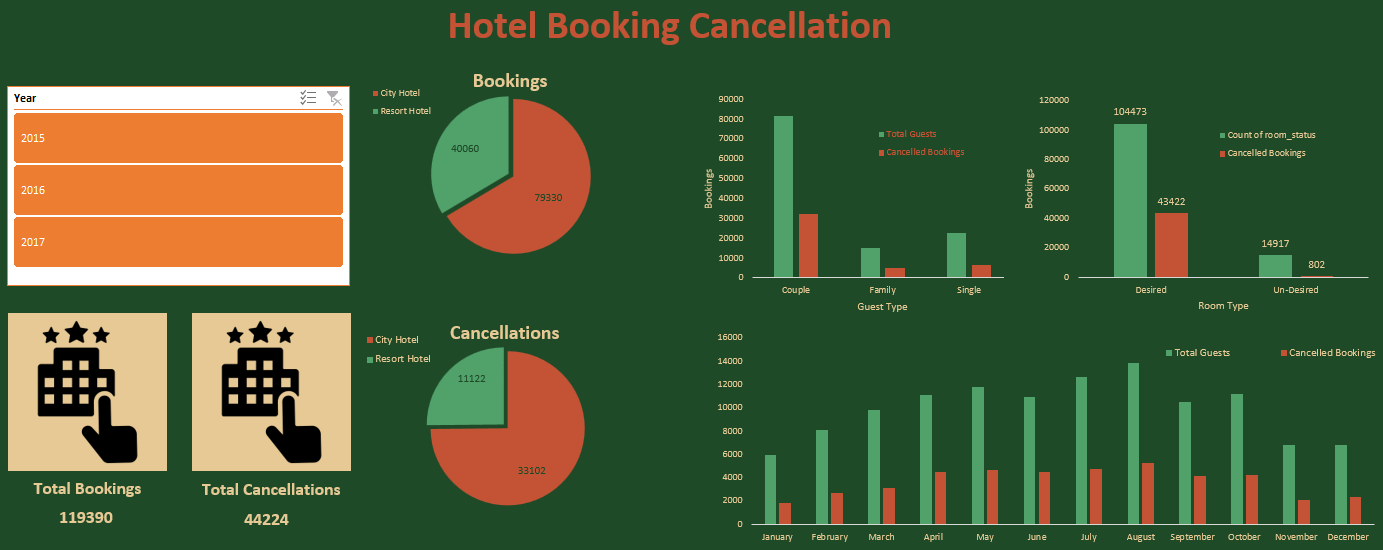 Hotel Booking Cancellation
Year
2015
2016
2017
Bookings
City Hotel
Resort Hotel
40060
79330
90000
80000
70000
60000
50000
40000
30000
20000
10000
0
Bookings
Total Guests
Cancelled Bookings
Couple
Family
Single
Guest Type
120000
100000
80000
60000
40000
20000
0
Bookings
104473
43422
14917
802
Count of room_status
Cancelled Bookings
Desired
Un-Desired
Room Type
Total Bookings
119390
Total Cancellations
44224
Cancellations
City Hotel
Resort Hotel
11122
33102
16000
14000
12000
10000
8000
6000
4000
2000
0
Total Guests
Cancelled Bookings
January
February
March
April
May
June
July
August
September
October
November
December